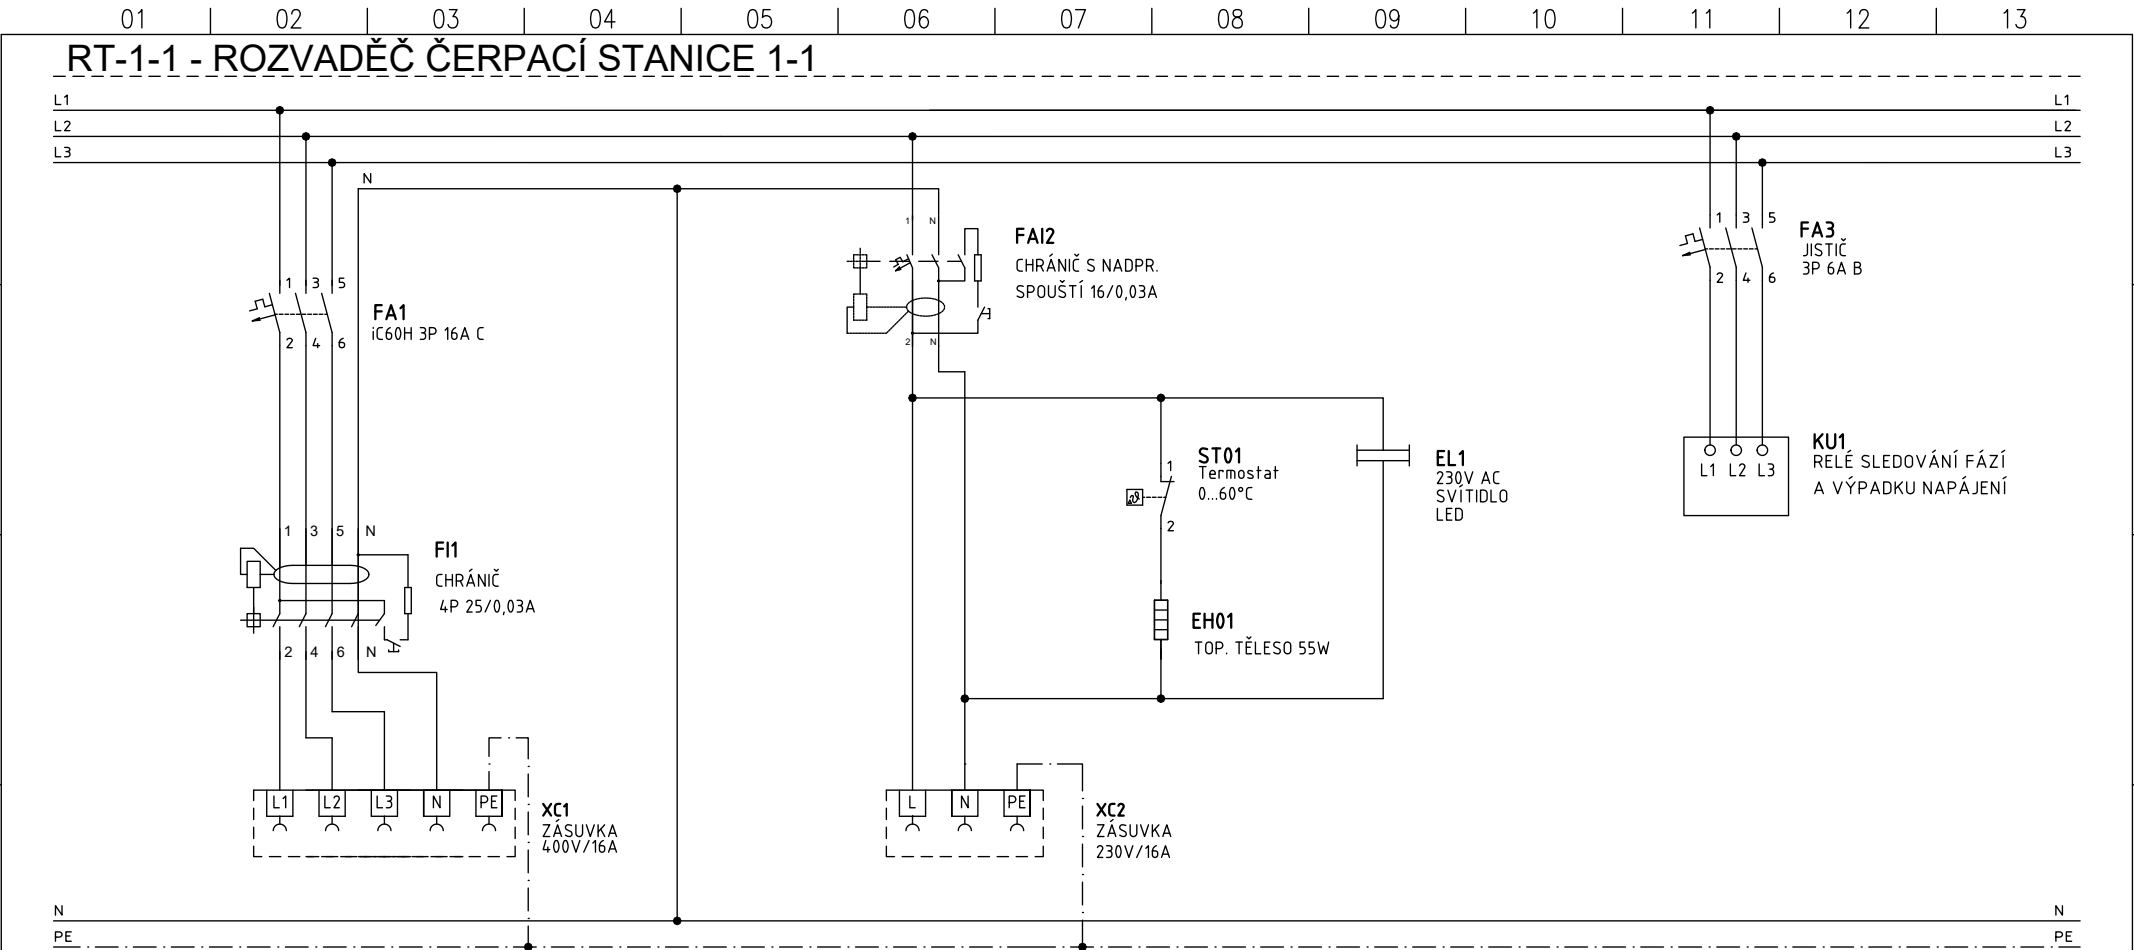 01 02 03 04 05 06 07 08 09 10 11 12 13
RT-1-1 - ROZVADĚČ ČERPACÍ STANICE 1-1
L1 L1
L2 L2
L3 L3
N
1 N
FAI2
CHRÁNIČ S NADPR.
SPOUŠTÍ 16/0,03A
2 N
1 3 5
FA3
JISTIČ
3P 6A B
2 4 6
1 3 5
FA1
iC60H 3P 16A C
2 4 6
ST01
Termostat
0...60°C
1
2
EL1
230V AC
SVÍTIDLO
LED
KU1
RELÉ SLEDOVÁNÍ FÁZÍ
A VÝPADKU NAPÁJENÍ
L1 L2 L3
1 3 5 N
FI1
CHRÁNIČ
4P 25/0,03A
2 4 6 N
EH01
TOP. TĚLESO 55W
L1 L2 L3 N PE
XC1
ZÁSUVKA
400V/16A
L N PE
XC2
ZÁSUVKA
230V/16A
N N
PE PE